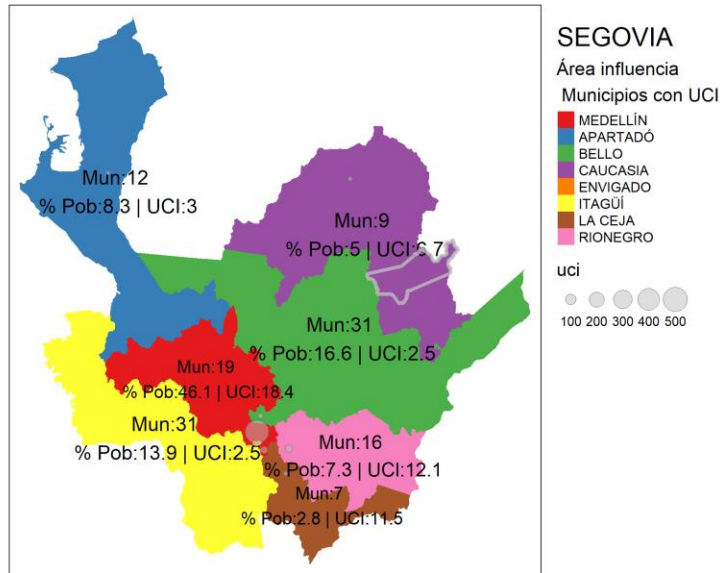 SEGOVIA
Área influencia
Municipios con UCI
MEDELLÍN
APARTADÓ
BELLO
CAUCASIA
ENVIGADO
ITAGÜÍ
LA CEJA
RIONEGRO
uci
100 200 300 400 500
Mun:12
% Pob:8.3 | UCI:3
Mun:9
% Pob:5 | UCI:6.7
Mun:31
% Pob:16.6 | UCI:2.5
Mun:19
% Pob:46.1 | UCI:18.4
Mun:31
% Pob:13.9 | UCI:2.5
Mun:16
% Pob:7.3 | UCI:12.1
Mun:7
% Pob:2.8 | UCI:11.5